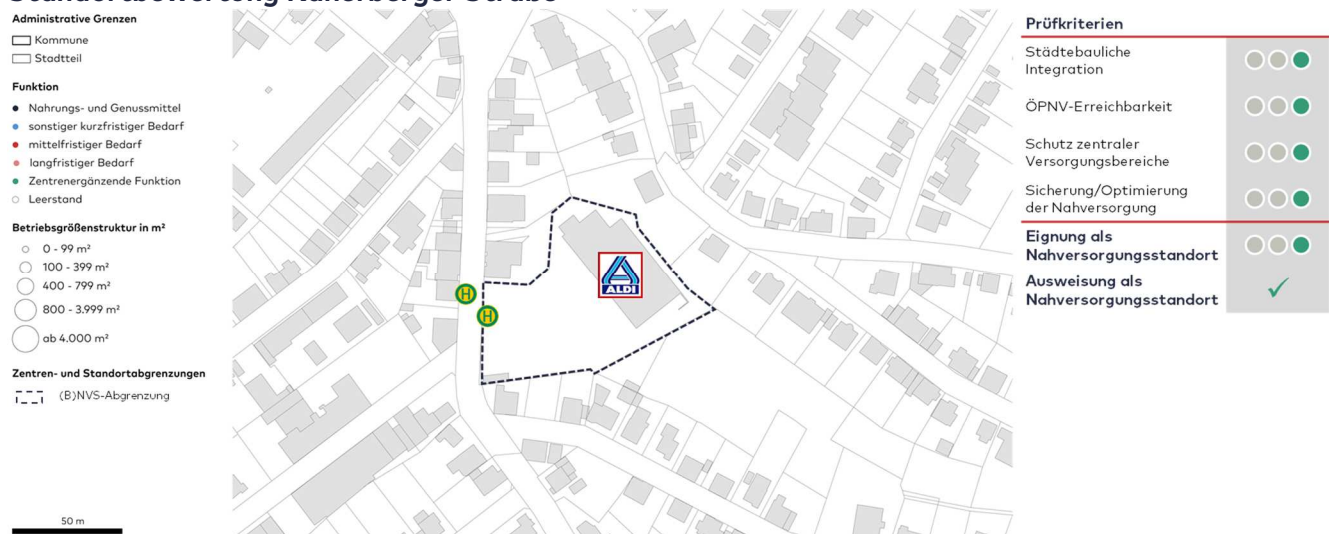 Administrative Grenzen
Kommune
Stadtteil
Funktion
Nahrungs- und Genussmittel
sonstiger kurzfristiger Bedarf
mittelfristiger Bedarf
langfristiger Bedarf
Zentrenergänzende Funktion
Leerstand
Betriebsgrößenstruktur in m²
0 - 99 m²
100 - 399 m²
400 - 799 m²
800 - 3.999 m²
ab 4.000 m²
Zentren- und Standortabgrenzungen
(B)NVS-Abgrenzung
50 m
H
H
ALDI
Prüfkriterien
Städtebauliche
Integration
ÖPNV-Erreichbarkeit
Schutz zentraler
Versorgungsbereiche
Sicherung/Optimierung
der Nahversorgung
Eignung als
Nahversorgungsstandort
Ausweisung als
Nahversorgungsstandort